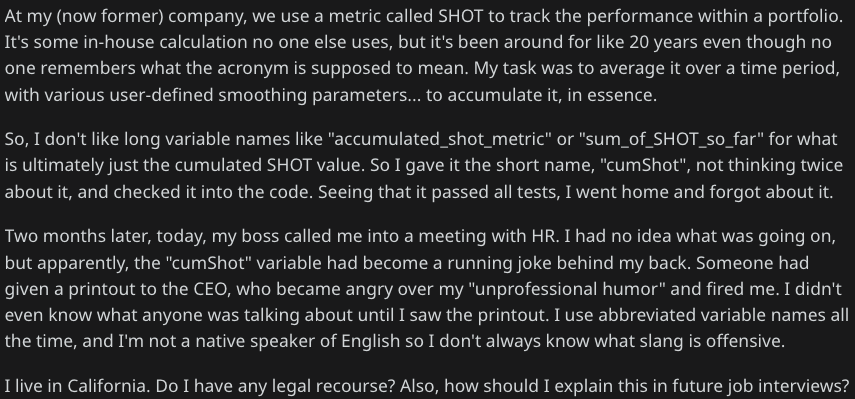 At my (now former) company, we use a metric called SHOT to track the performance within a portfolio.
It's some in-house calculation no one else uses, but it's been around for like 20 years even though no
one remembers what the acronym is supposed to mean. My task was to average it over a time period,
with various user-defined smoothing parameters... to accumulate it, in essence.
So, I don't like long variable names like "accumulated_shot_metric" or "sum_of_SHOT_so_far" for what
is ultimately just the cumulated SHOT value. So I gave it the short name, "cumShot", not thinking twice
about it, and checked it into the code. Seeing that it passed all tests, I went home and forgot about it.
Two months later, today, my boss called me into a meeting with HR. I had no idea what was going on,
but apparently, the "cumShot" variable had become a running joke behind my back. Someone had
given a printout to the CEO, who became angry over my "unprofessional humor" and fired me. I didn't
even know what anyone was talking about until I saw the printout. I use abbreviated variable names all
the time, and I'm not a native speaker of English so I don't always know what slang is offensive.
I live in California. Do I have any legal recourse? Also, how should I explain this in future job interviews?